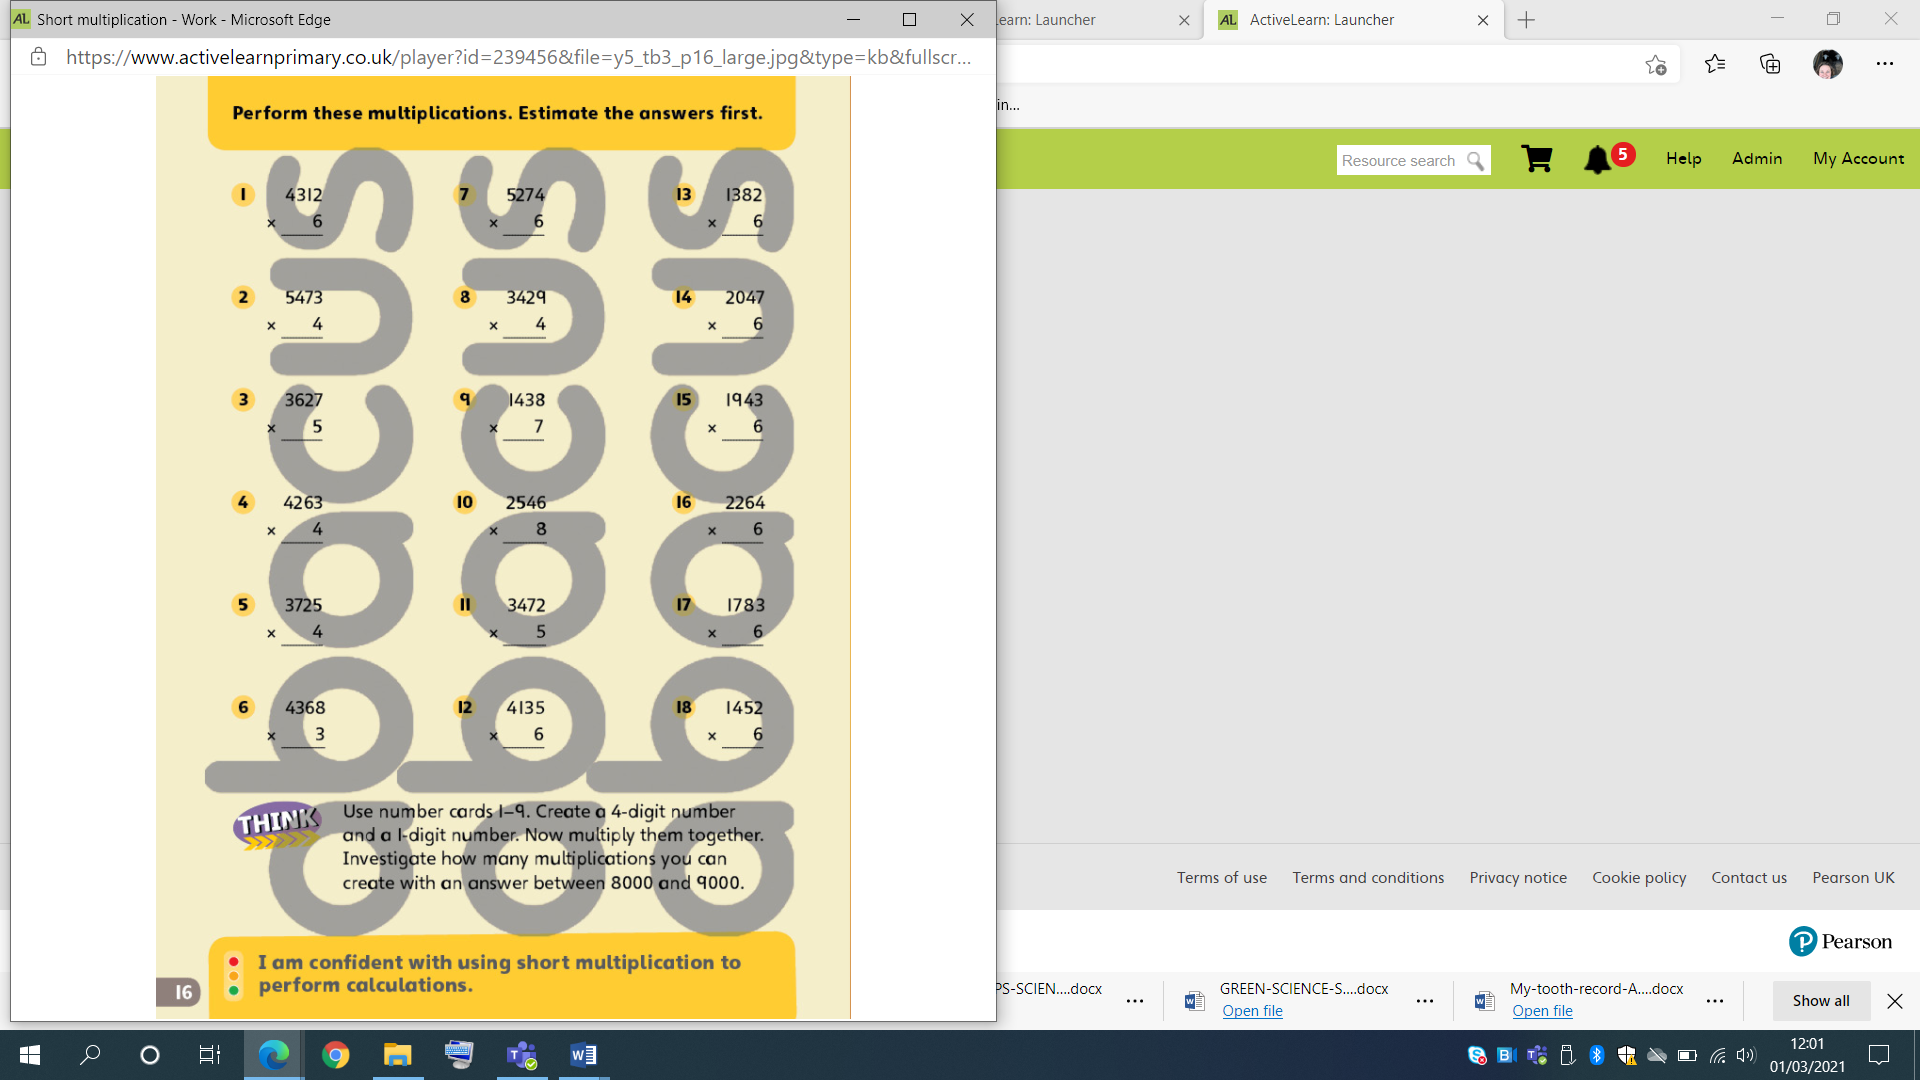 Short multiplication - Work - Microsoft Edge
Learn: Launcher
ActiveLearn: Launcher
https://www.activelearnprimary.co.uk/player?id=239456&file=y5_tb3_p16_large.jpg&type=kb&fullscr...
in...
Resource search
5
Help
Admin
My Account
Perform these multiplications. Estimate the answers first.
1 4312
× 6
7 5274
× 6
13 1382
× 6
2 5473
× 4
8 3429
× 4
14 2047
× 6
3 3627
× 5
9 1438
× 7
15 1943
× 6
4 4263
× 4
10 2546
× 8
16 2264
× 6
5 3725
× 4
11 3472
× 5
17 1783
× 6
6 4368
× 3
12 4135
× 6
18 1452
× 6
abacus abacus abacus
THINK
Use number cards 1–9. Create a 4-digit number
and a 1-digit number. Now multiply them together.
Investigate how many multiplications you can
create with an answer between 8000 and 9000.
I am confident with using short multiplication to
perform calculations.
16
Terms of use
Terms and conditions
Privacy notice
Cookie policy
Contact us
Pearson UK
Pearson
PS-SCIEN....docx
GREEN-SCIENCE-S....docx
Open file
My-tooth-record-A....docx
Open file
Show all
12:01
01/03/2021